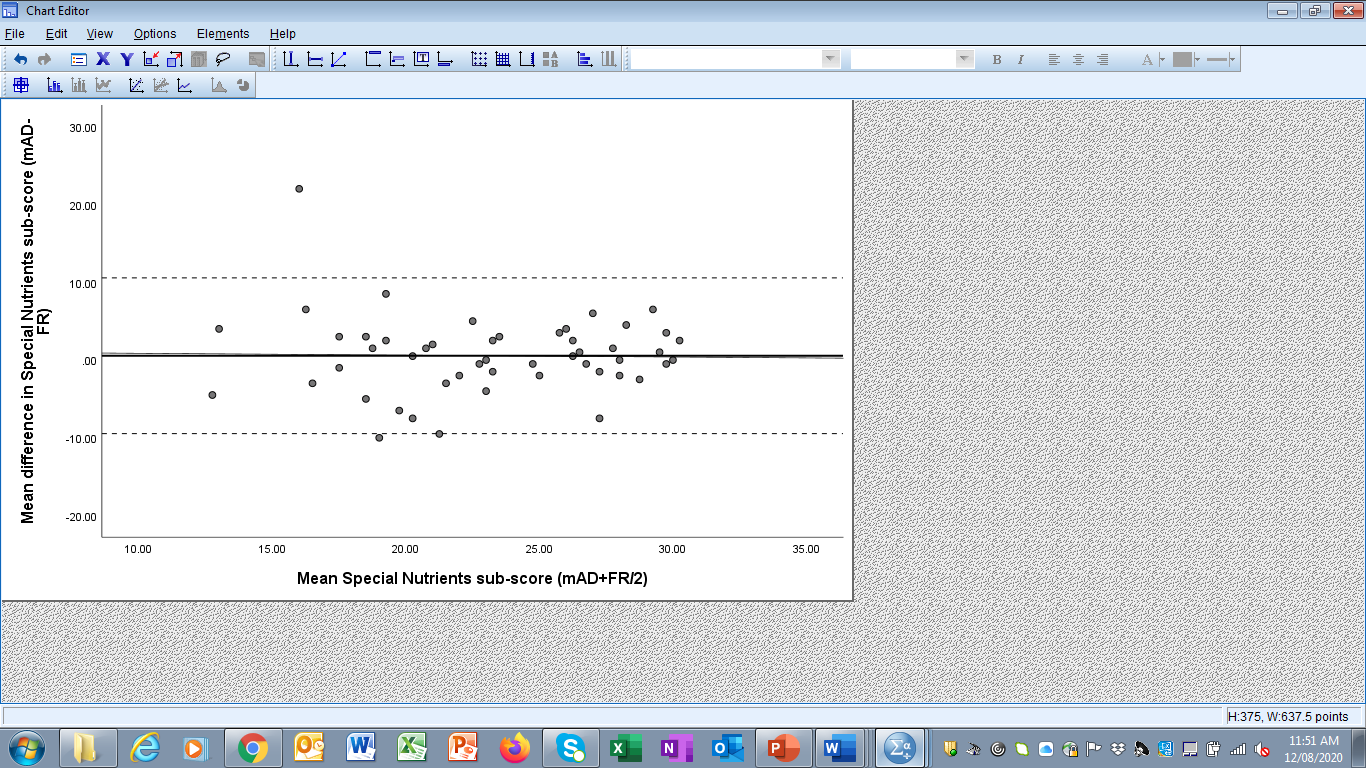 Chart Editor
File Edit View Options Elements Help
X Y
B I A
Mean difference in Special Nutrients sub-score (mAD-
FR)
30.00
20.00
10.00
.00
-10.00
-20.00
10.00 15.00 20.00 25.00 30.00 35.00
Mean Special Nutrients sub-score (mAD+FR/2)
H:375, W:637.5 points
11:51 AM
12/08/2020